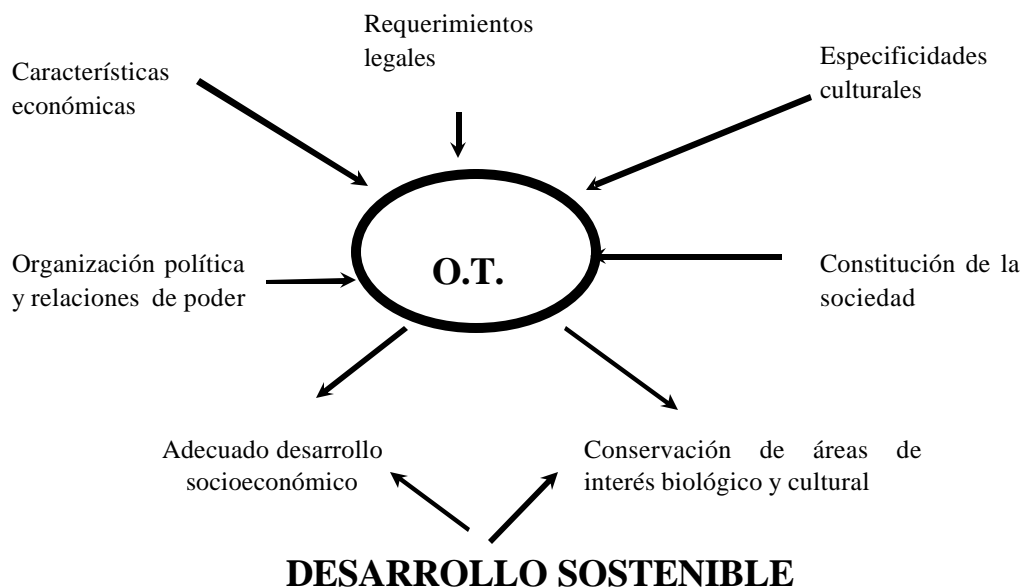 Requerimientos
legales
Características
económicas
Especificidades
culturales
Organización política
y relaciones de poder
O.T.
Constitución de la
sociedad
Adecuado desarrollo
socioeconómico
Conservación de áreas de
interés biológico y cultural
DESARROLLO SOSTENIBLE